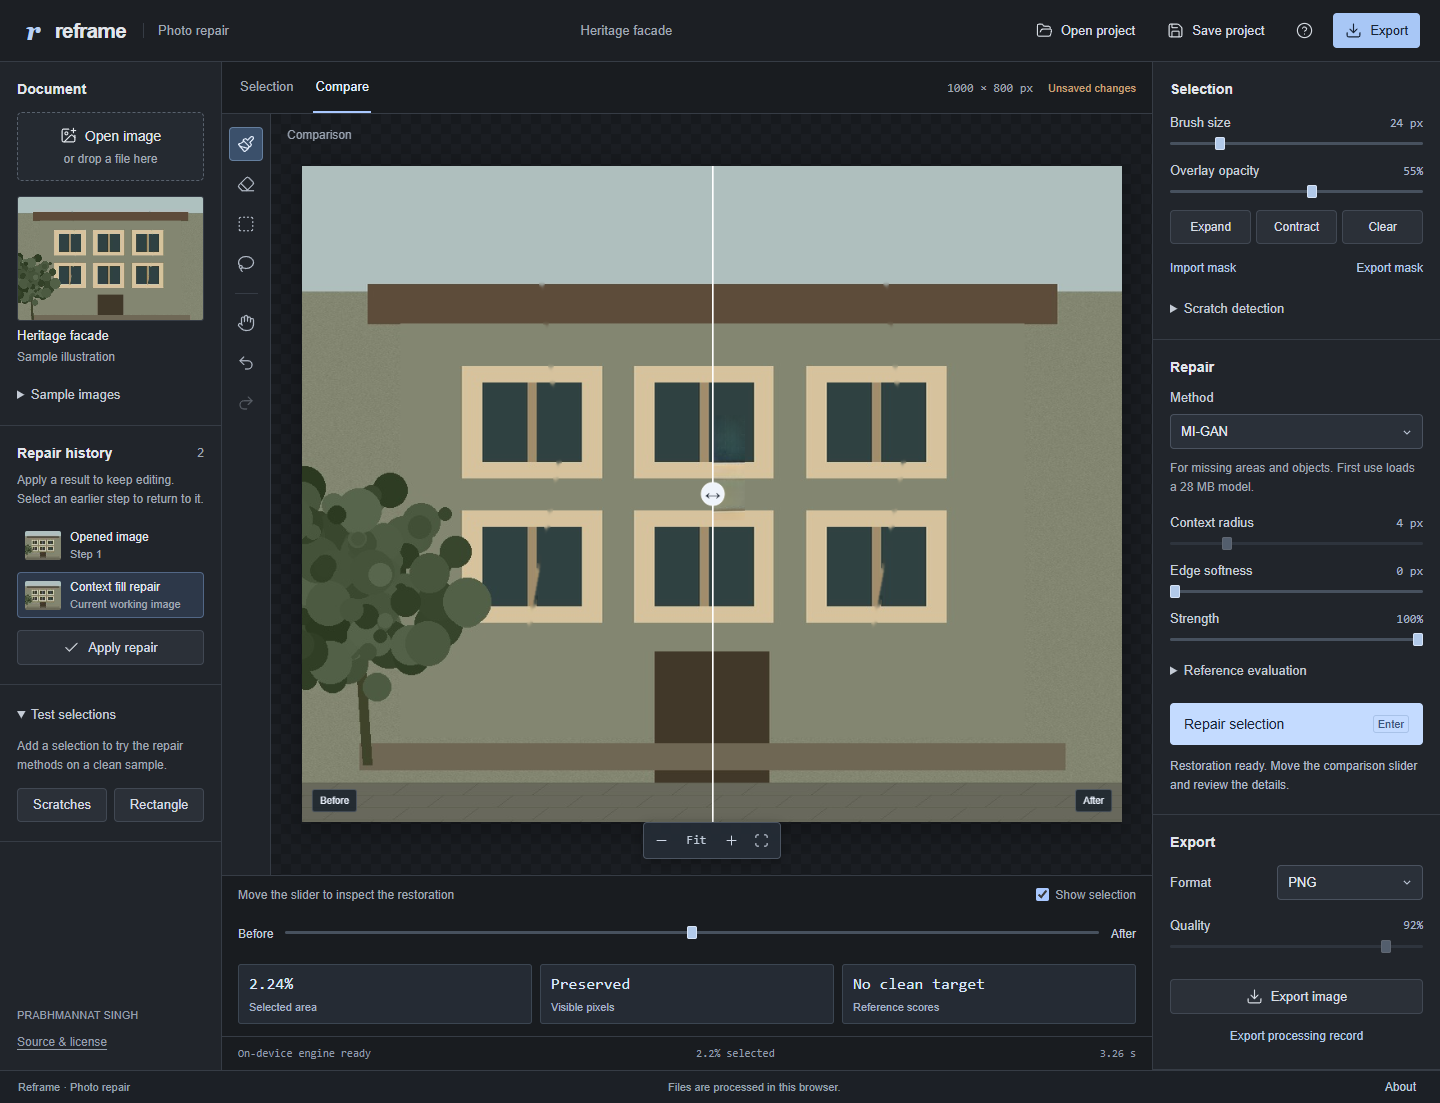 reframe
Photo repair
Heritage facade
Open project
Save project
Export
Document
Open image
or drop a file here
Heritage facade
Sample illustration
Sample images
Repair history 2
Apply a result to keep editing.
Select an earlier step to return to it.
Opened image
Step 1
Context fill repair
Current working image
Apply repair
Test selections
Add a selection to try the repair
methods on a clean sample.
Scratches
Rectangle
PRABHMANNAT SINGH
Source & license
Selection
Compare
1000 × 800 px
Unsaved changes
Comparison
Before
After
Fit
Move the slider to inspect the restoration
Show selection
Before
After
2.24%
Selected area
Preserved
Visible pixels
No clean target
Reference scores
On-device engine ready
2.2% selected
3.26 s
Selection
Brush size 24 px
Overlay opacity 55%
Expand
Contract
Clear
Import mask
Export mask
Scratch detection
Repair
Method
MI-GAN
For missing areas and objects. First use loads
a 28 MB model.
Context radius 4 px
Edge softness 0 px
Strength 100%
Reference evaluation
Repair selection Enter
Restoration ready. Move the comparison slider
and review the details.
Export
Format PNG
Quality 92%
Export image
Export processing record
Reframe · Photo repair
Files are processed in this browser.
About